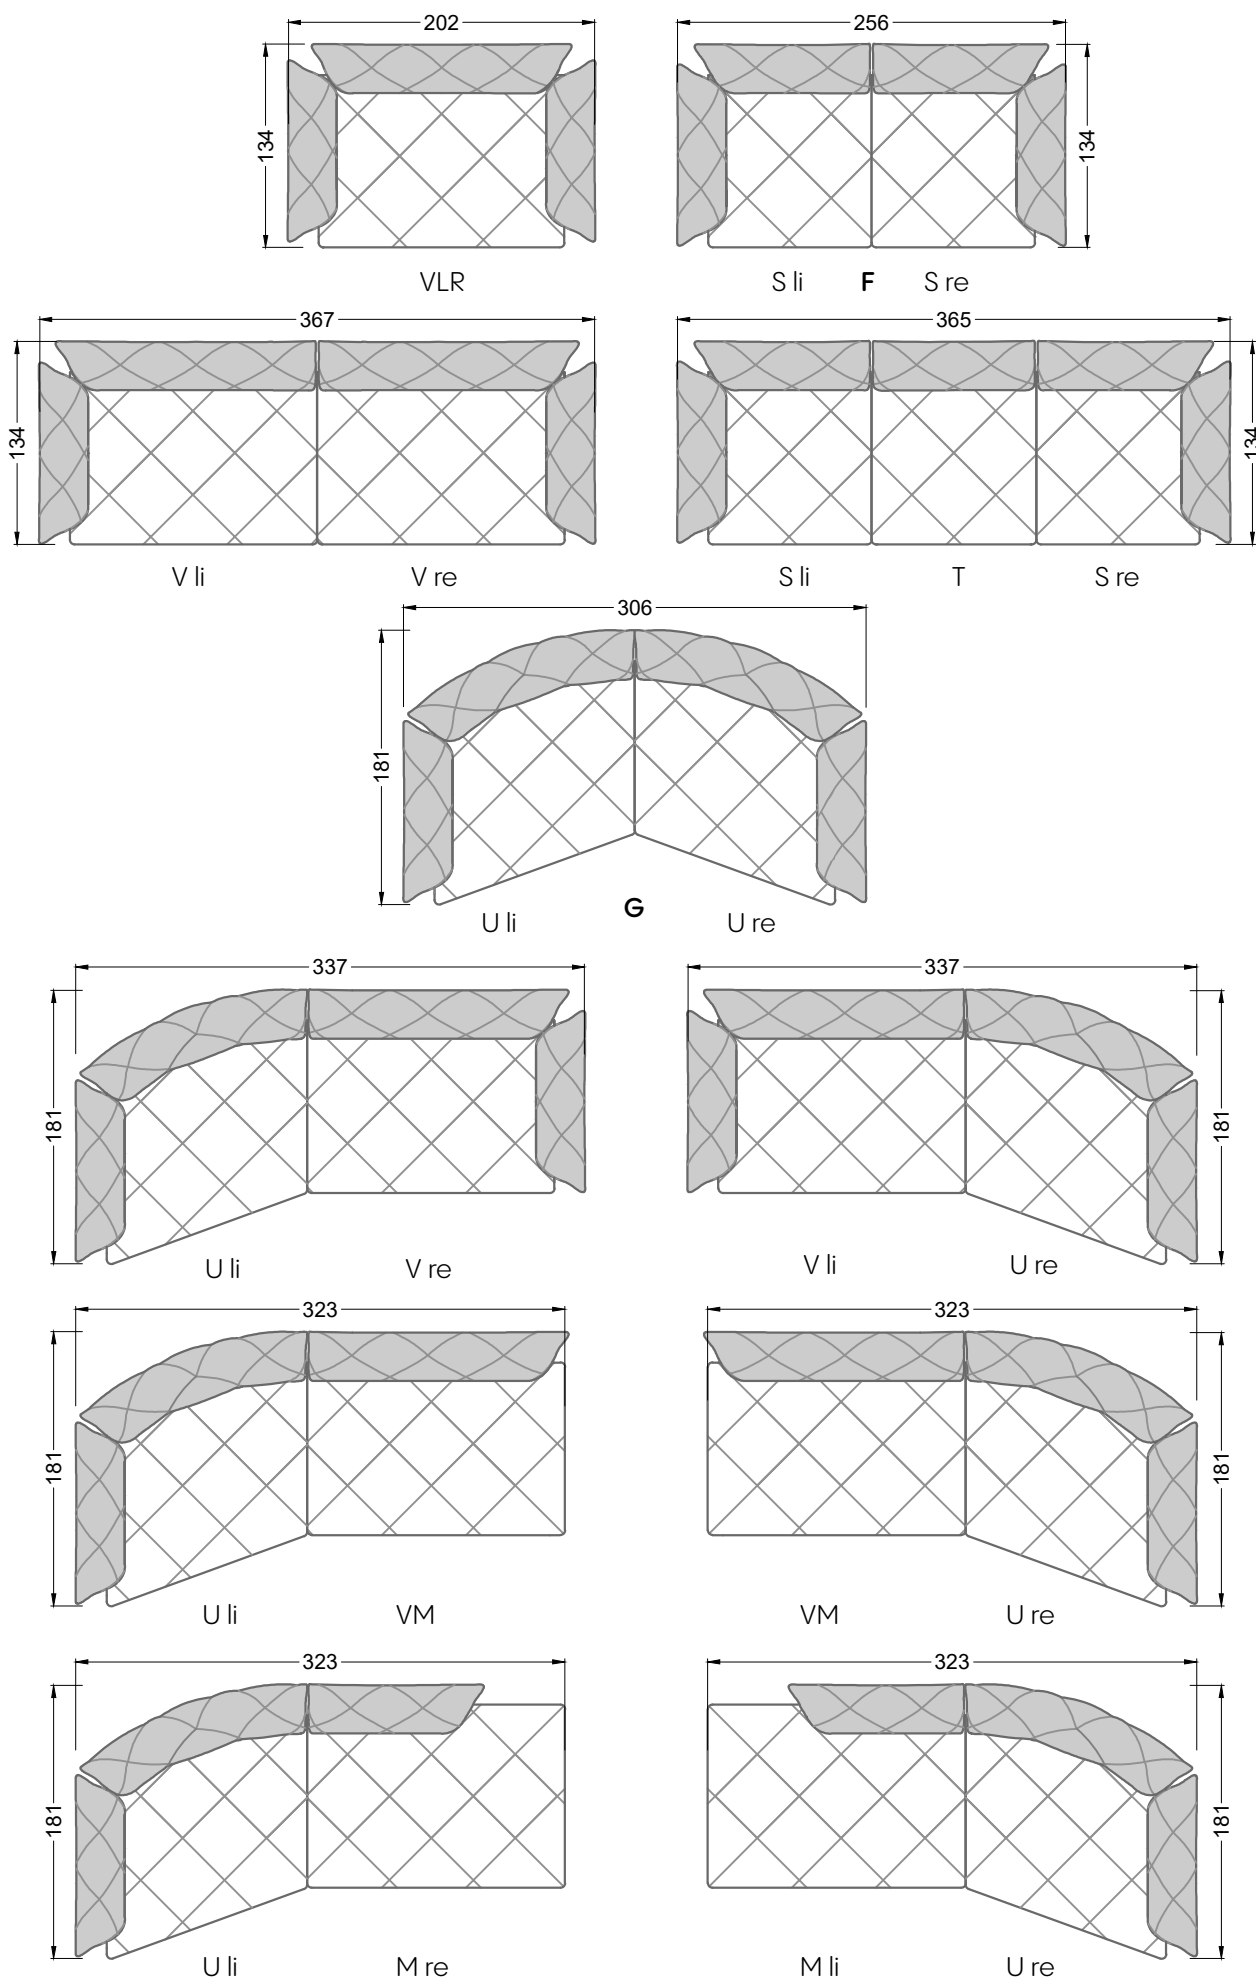 202 256
134 134
VLR S li F S re
367 365
134 134
V li V re S li T S re
306
181
U li G U re
337 337
181 181
U li V re V li U re
323 323
181 181
U li VM VM U re
323 323
181 181
U li M re M li U re